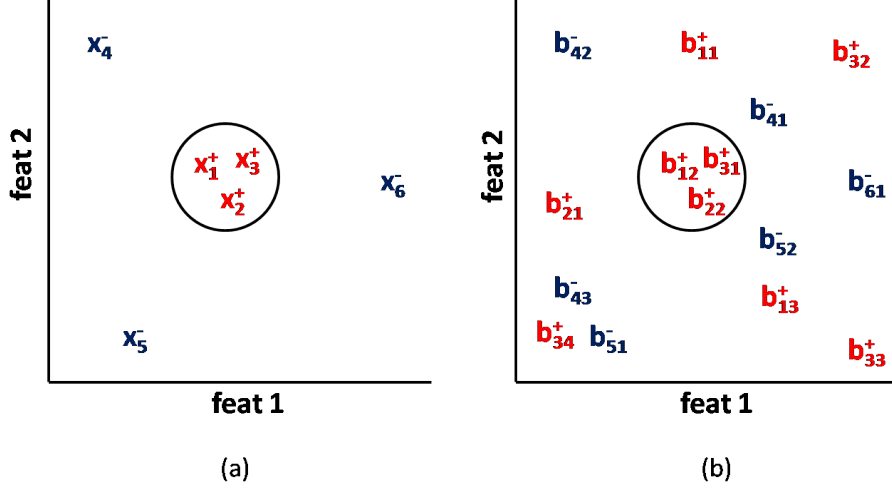 x₄⁻
x₁⁺ x₃⁺
x₂⁺
x₆⁻
x₅⁻
feat 2
feat 1
(a)
b₄₂⁻ b₁₁⁺ b₃₂⁺
b₄₁⁻
b₁₂⁺ b₃₁⁺
b₆₁⁻
b₂₁⁺ b₂₂⁺
b₅₂⁻
b₄₃⁻ b₁₃⁺
b₃₄⁺ b₅₁⁻
b₃₃⁺
feat 2
feat 1
(b)